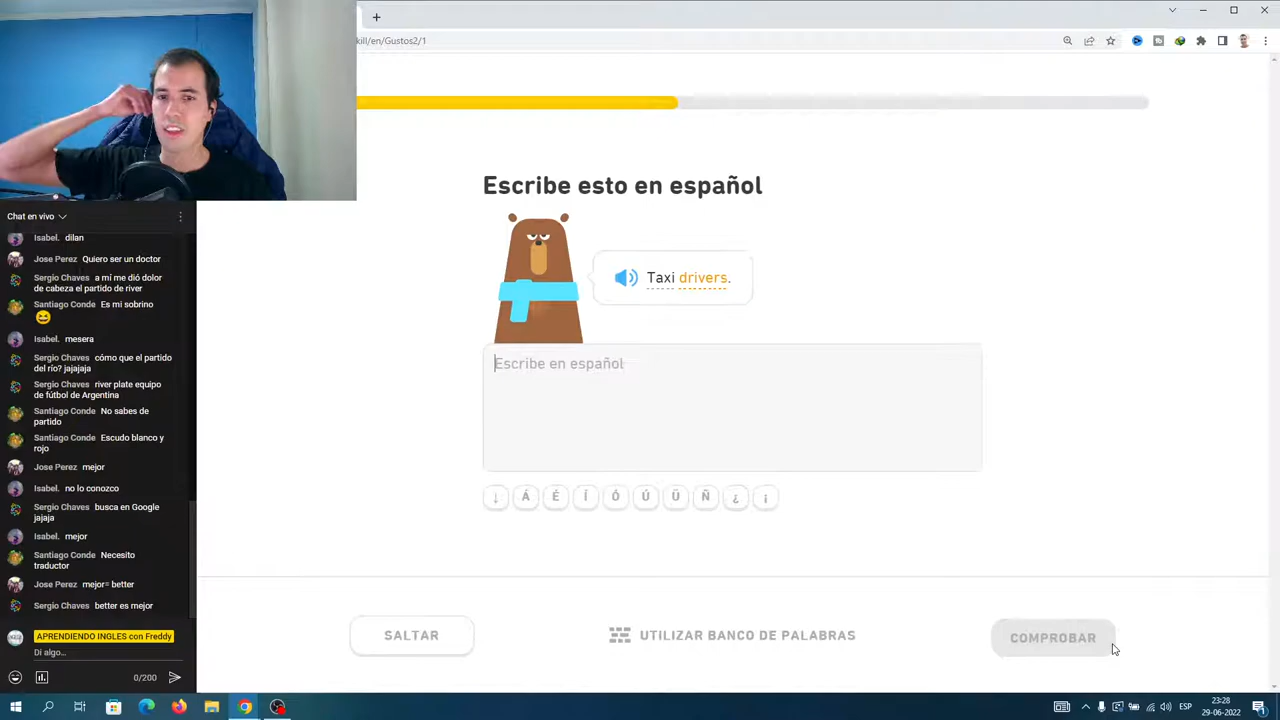 kill/en/Gustos2/1
Escribe esto en español
Taxi drivers.
Escribe en español
↓ Á É Í Ó Ú Ü Ñ ¿ ¡
SALTAR
UTILIZAR BANCO DE PALABRAS
COMPROBAR
Chat en vivo
Isabel. dilan
Jose Perez Quiero ser un doctor
Sergio Chaves a mí me dió dolor
de cabeza el partido de river
Santiago Conde Es mi sobrino
Isabel. mesera
Sergio Chaves cómo que el partido
del río? jajajaja
Sergio Chaves river plate equipo
de fútbol de Argentina
Santiago Conde No sabes de
partido
Santiago Conde Escudo blanco y
rojo
Jose Perez mejor
Isabel. no lo conozco
Sergio Chaves busca en Google
jajaja
Isabel. mejor
Santiago Conde Necesito
traductor
Jose Perez mejor= better
Sergio Chaves better es mejor
APRENDIENDO INGLES con Freddy
Di algo...
0/200
ESP
23:28
29-06-2022